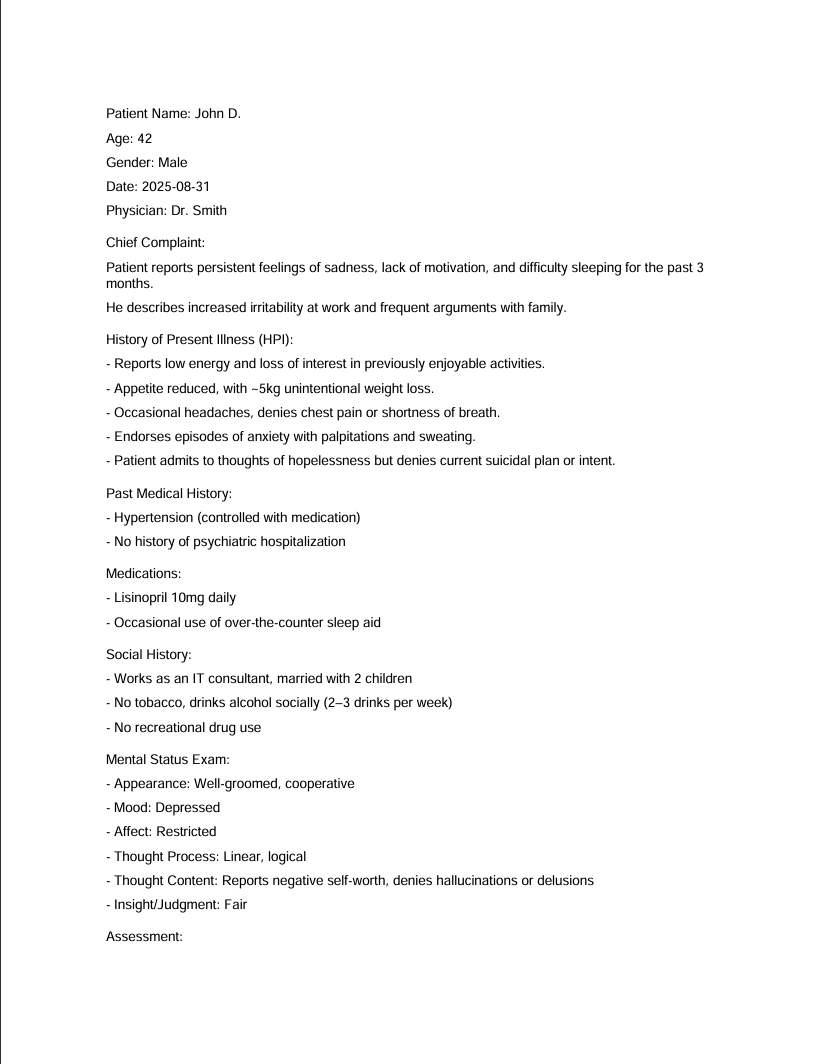 Patient Name: John D.
Age: 42
Gender: Male
Date: 2025-08-31
Physician: Dr. Smith
Chief Complaint:
Patient reports persistent feelings of sadness, lack of motivation, and difficulty sleeping for the past 3
months.
He describes increased irritability at work and frequent arguments with family.
History of Present Illness (HPI):
- Reports low energy and loss of interest in previously enjoyable activities.
- Appetite reduced, with ~5kg unintentional weight loss.
- Occasional headaches, denies chest pain or shortness of breath.
- Endorses episodes of anxiety with palpitations and sweating.
- Patient admits to thoughts of hopelessness but denies current suicidal plan or intent.
Past Medical History:
- Hypertension (controlled with medication)
- No history of psychiatric hospitalization
Medications:
- Lisinopril 10mg daily
- Occasional use of over-the-counter sleep aid
Social History:
- Works as an IT consultant, married with 2 children
- No tobacco, drinks alcohol socially (2–3 drinks per week)
- No recreational drug use
Mental Status Exam:
- Appearance: Well-groomed, cooperative
- Mood: Depressed
- Affect: Restricted
- Thought Process: Linear, logical
- Thought Content: Reports negative self-worth, denies hallucinations or delusions
- Insight/Judgment: Fair
Assessment: